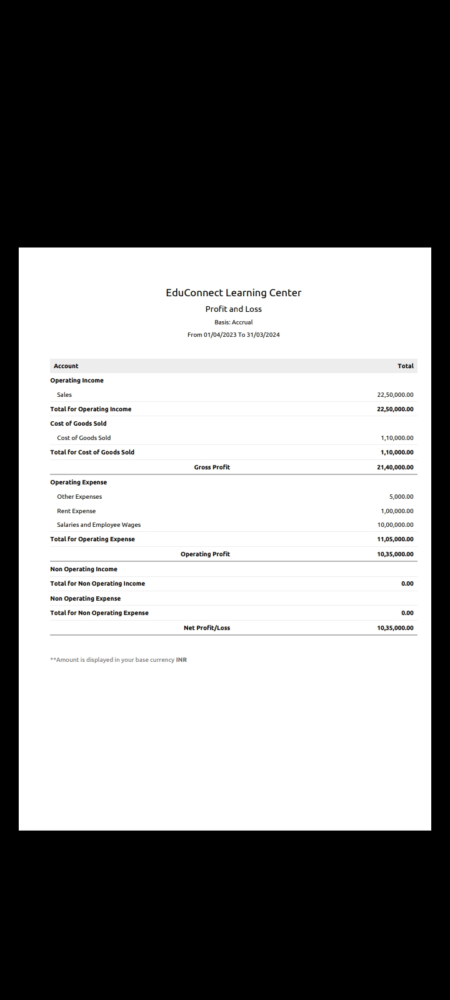 EduConnect Learning Center
Profit and Loss
Basis: Accrual
From 01/04/2023 To 31/03/2024
Account Total
Operating Income
Sales 22,50,000.00
Total for Operating Income 22,50,000.00
Cost of Goods Sold
Cost of Goods Sold 1,10,000.00
Total for Cost of Goods Sold 1,10,000.00
Gross Profit 21,40,000.00
Operating Expense
Other Expenses 5,000.00
Rent Expense 1,00,000.00
Salaries and Employee Wages 10,00,000.00
Total for Operating Expense 11,05,000.00
Operating Profit 10,35,000.00
Non Operating Income
Total for Non Operating Income 0.00
Non Operating Expense
Total for Non Operating Expense 0.00
Net Profit/Loss 10,35,000.00
**Amount is displayed in your base currency INR